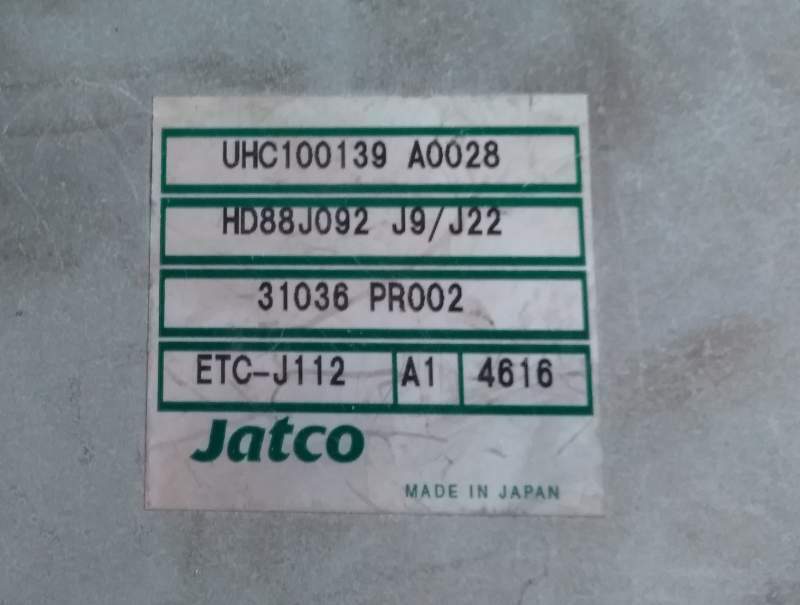 UHC100139 A0028
HD88J092 J9/J22
31036 PR002
ETC-J112 A1 4616
Jatco
MADE IN JAPAN